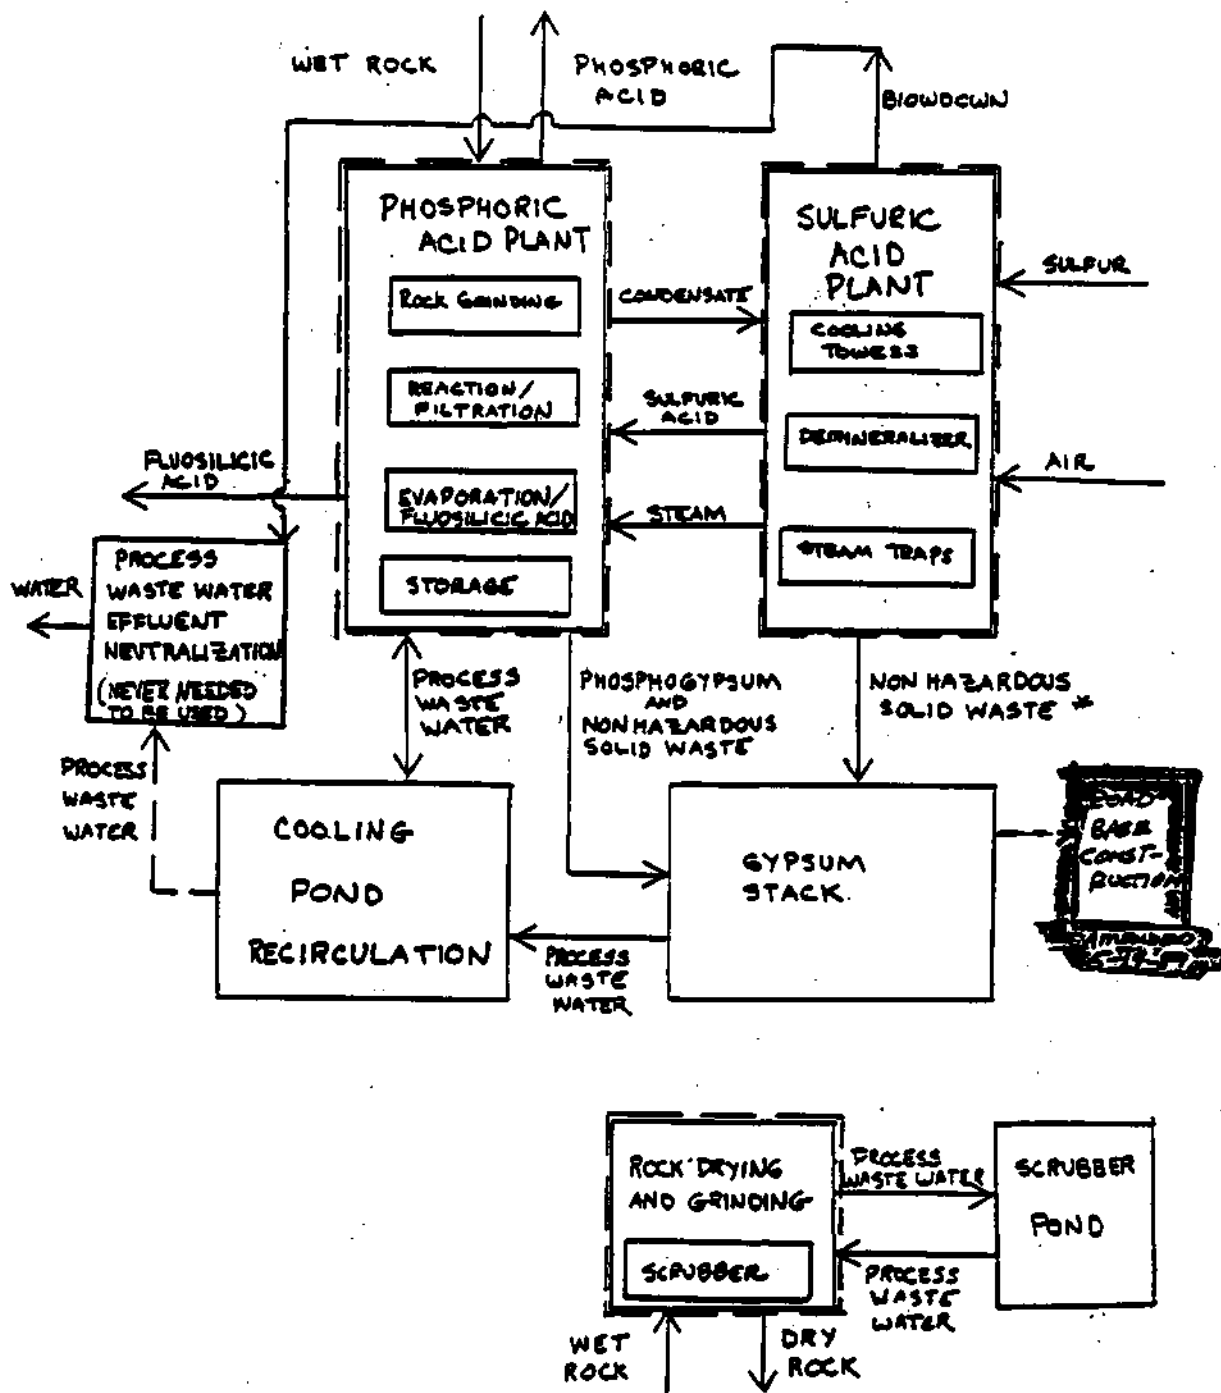 WET ROCK
PHOSPHORIC
ACID
BLOWDOWN
PHOSPHORIC
ACID PLANT
ROCK GRINDING
REACTION/
FILTRATION
EVAPORATION/
FLUOSILICIC ACID
STORAGE
CONDENSATE
SULFURIC
ACID
STEAM
SULFURIC
ACID
PLANT
COOLING
TOWESS
DEMINERALIZER
STEAM TRAPS
SULFUR
AIR
FLUOSILICIC
ACID
WATER
PROCESS
WASTE WATER
EFFLUENT
NEUTRALIZATION
(NEVER NEEDED
TO BE USED)
PROCESS
WASTE
WATER
PROCESS
WASTE
WATER
PHOSPHOGYPSUM
AND
NONHAZARDOUS
SOLID WASTE
NON HAZARDOUS
SOLID WASTE *
COOLING
POND
RECIRCULATION
PROCESS
WASTE
WATER
GYPSUM
STACK.
ROAD
BASE
CONST-
RUCTION
ROCK DRYING
AND GRINDING
SCRUBBER
PROCESS
WASTE WATER
PROCESS
WASTE
WATER
SCRUBBER
POND
WET
ROCK
DRY
ROCK